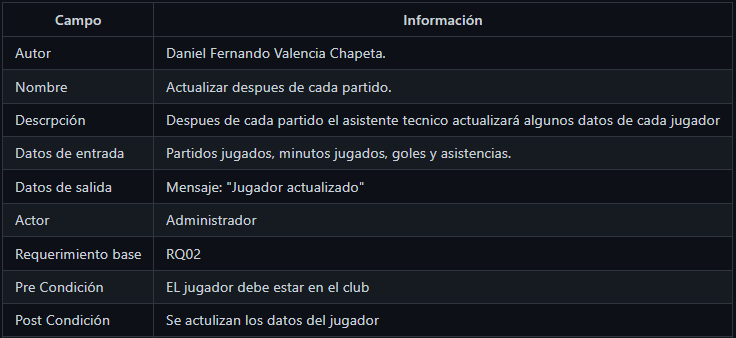 Campo Información
Autor Daniel Fernando Valencia Chapeta.
Nombre Actualizar despues de cada partido.
Descrpción Despues de cada partido el asistente tecnico actualizará algunos datos de cada jugador
Datos de entrada Partidos jugados, minutos jugados, goles y asistencias.
Datos de salida Mensaje: "Jugador actualizado"
Actor Administrador
Requerimiento base RQ02
Pre Condición EL jugador debe estar en el club
Post Condición Se actulizan los datos del jugador